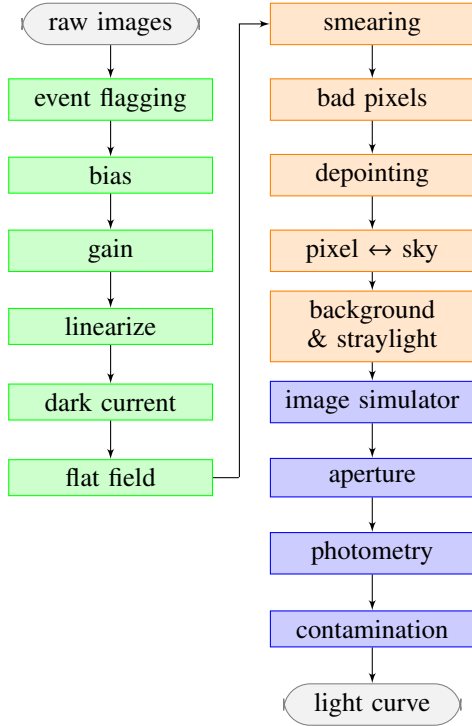 raw images
event flagging
bias
gain
linearize
dark current
flat field
smearing
bad pixels
depointing
pixel ↔ sky
background
& straylight
image simulator
aperture
photometry
contamination
light curve